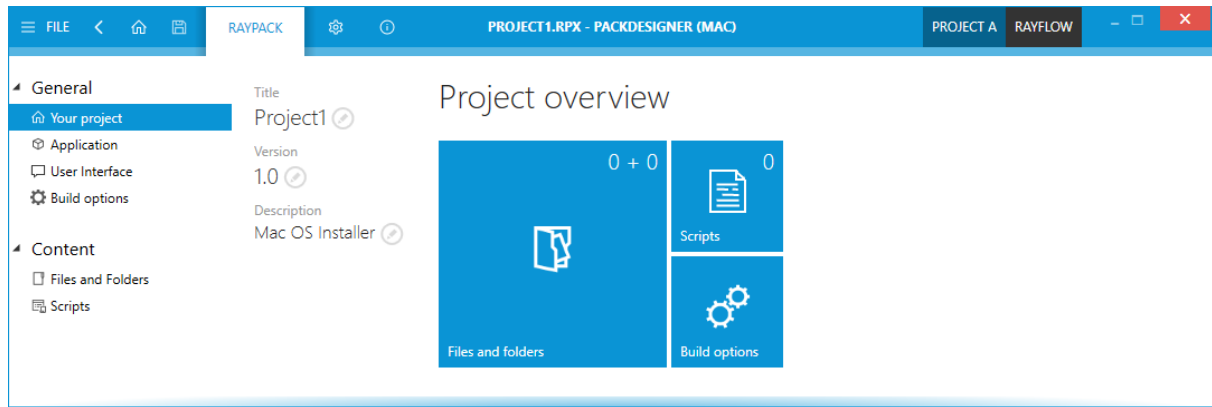 FILE
RAYPACK
PROJECT1.RPX - PACKDESIGNER (MAC)
PROJECT A
RAYFLOW
General
Your project
Application
User Interface
Build options
Content
Files and Folders
Scripts
Title
Project1
Version
1.0
Description
Mac OS Installer
Project overview
0 + 0
Files and folders
0
Scripts
Build options